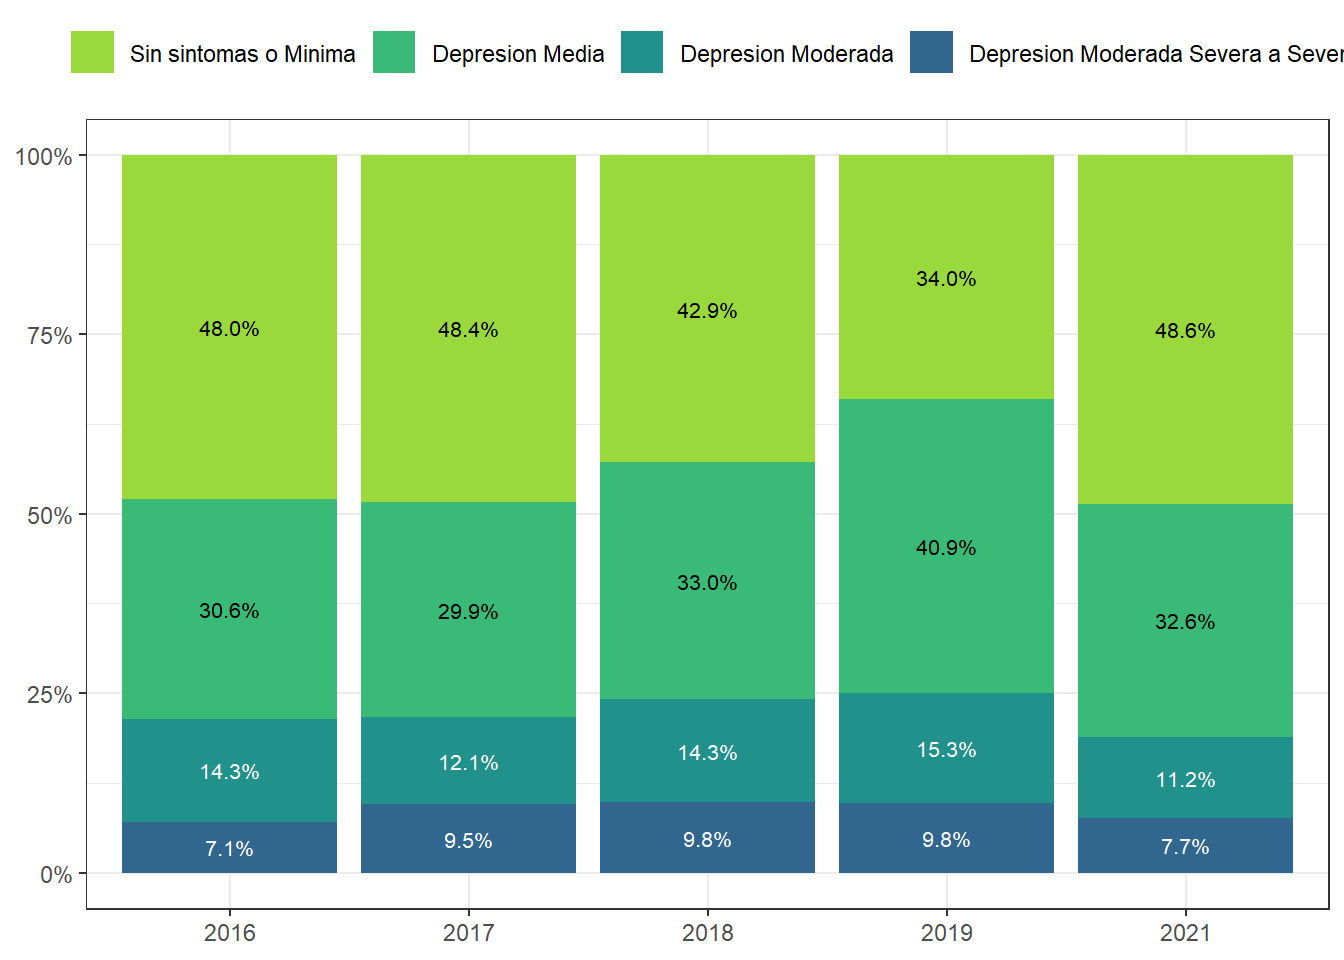 Sin sintomas o Minima Depresion Media Depresion Moderada Depresion Moderada Severa a Sever
100%
75%
50%
25%
0%
48.0% 48.4% 42.9% 34.0% 48.6%
30.6% 29.9% 33.0% 40.9% 32.6%
14.3% 12.1% 14.3% 15.3% 11.2%
7.1% 9.5% 9.8% 9.8% 7.7%
2016 2017 2018 2019 2021